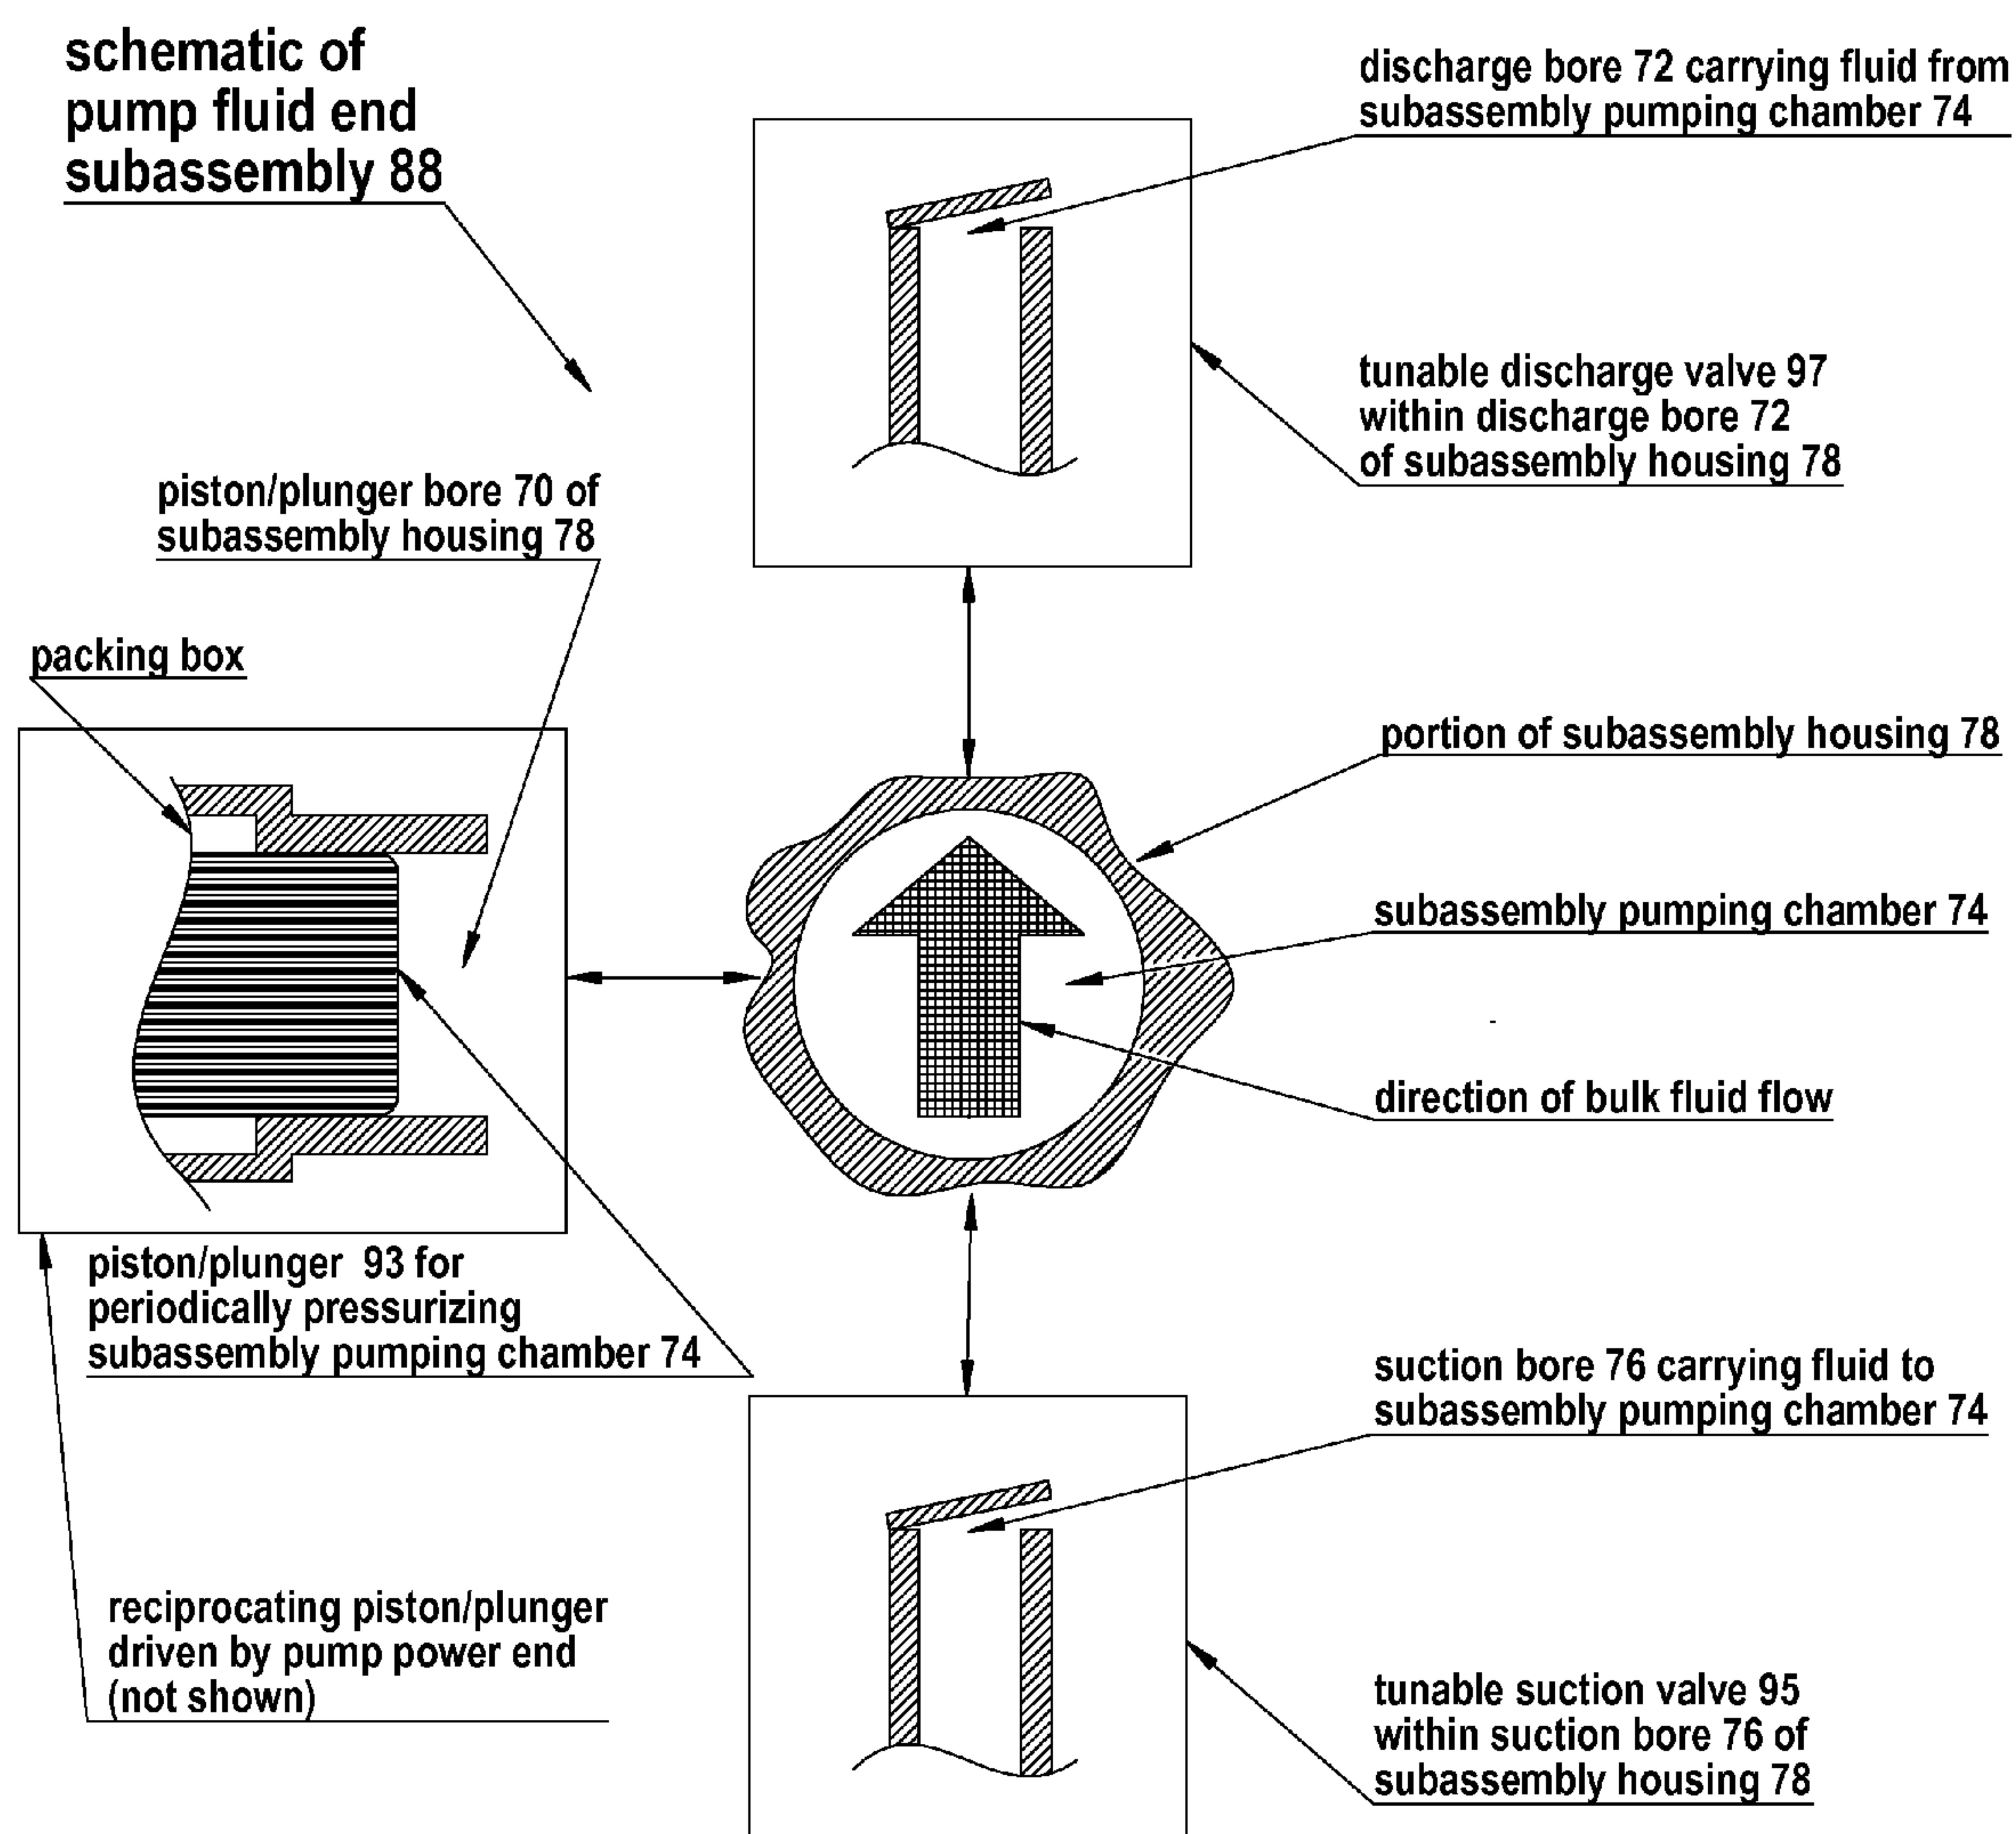 schematic of
pump fluid end
subassembly 88
discharge bore 72 carrying fluid from
subassembly pumping chamber 74
tunable discharge valve 97
within discharge bore 72
of subassembly housing 78
piston/plunger bore 70 of
subassembly housing 78
packing box
portion of subassembly housing 78
subassembly pumping chamber 74
direction of bulk fluid flow
piston/plunger 93 for
periodically pressurizing
subassembly pumping chamber 74
suction bore 76 carrying fluid to
subassembly pumping chamber 74
reciprocating piston/plunger
driven by pump power end
(not shown)
tunable suction valve 95
within suction bore 76 of
subassembly housing 78